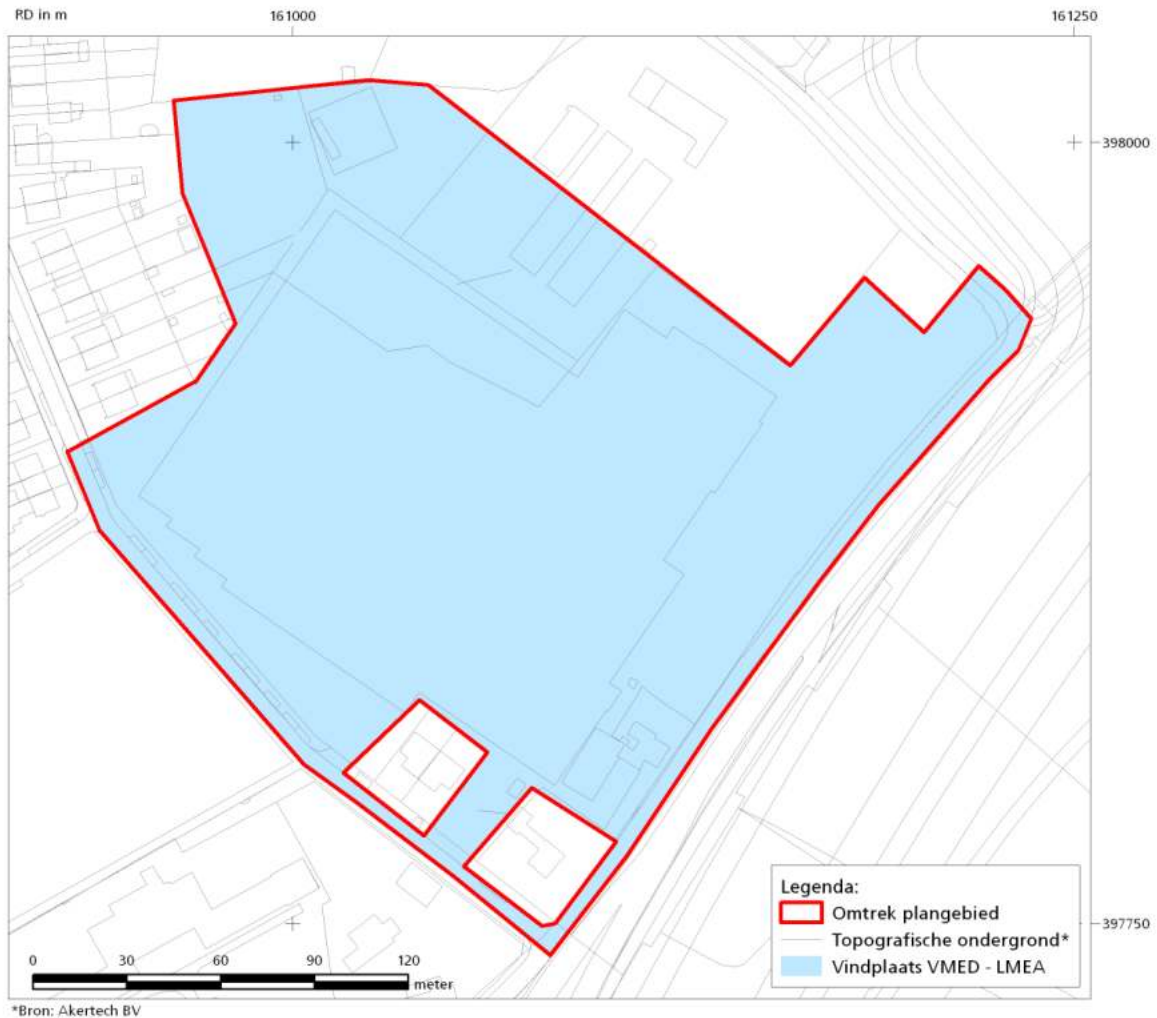 RD in m
161000
161250
398000
397750
Legenda:
Omtrek plangebied
Topografische ondergrond*
Vindplaats VMED - LMEA
0 30 60 90 120
meter
*Bron: Akertech BV